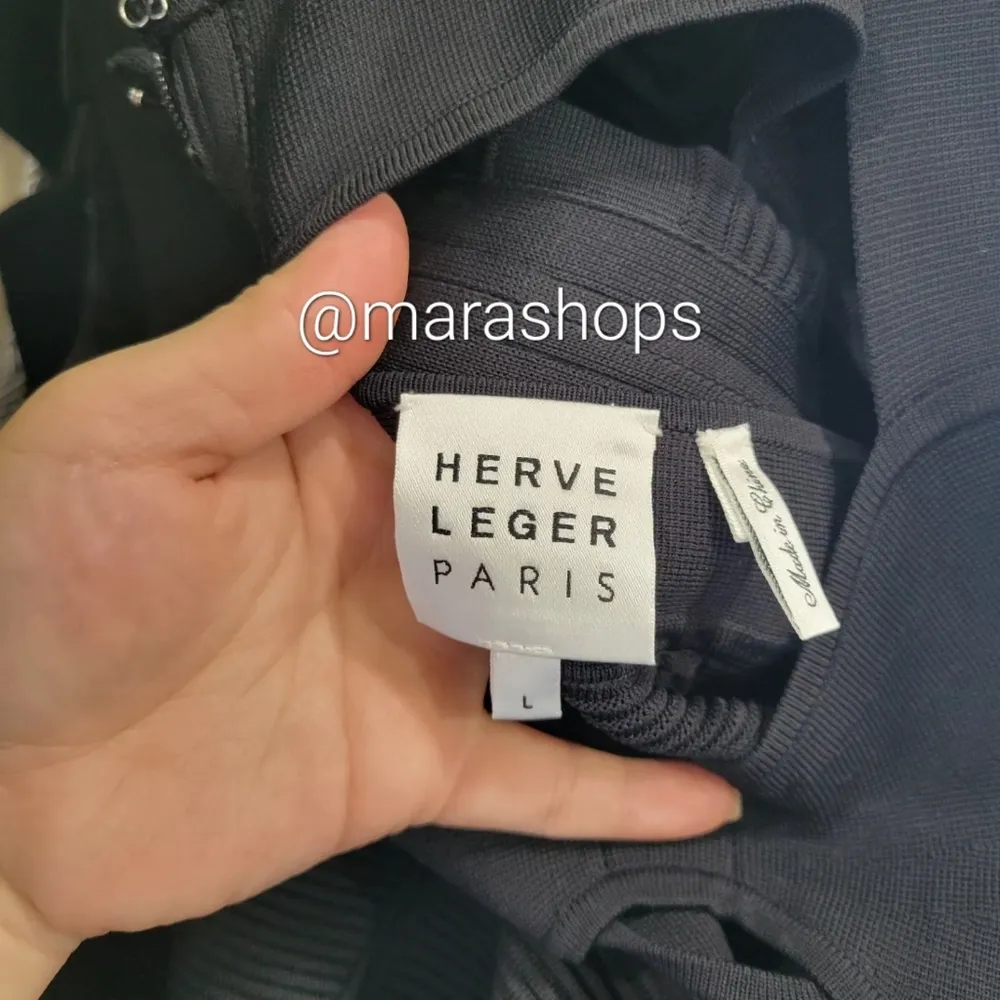 @marashops
HERVE
LEGER
PARIS
Made in China
L